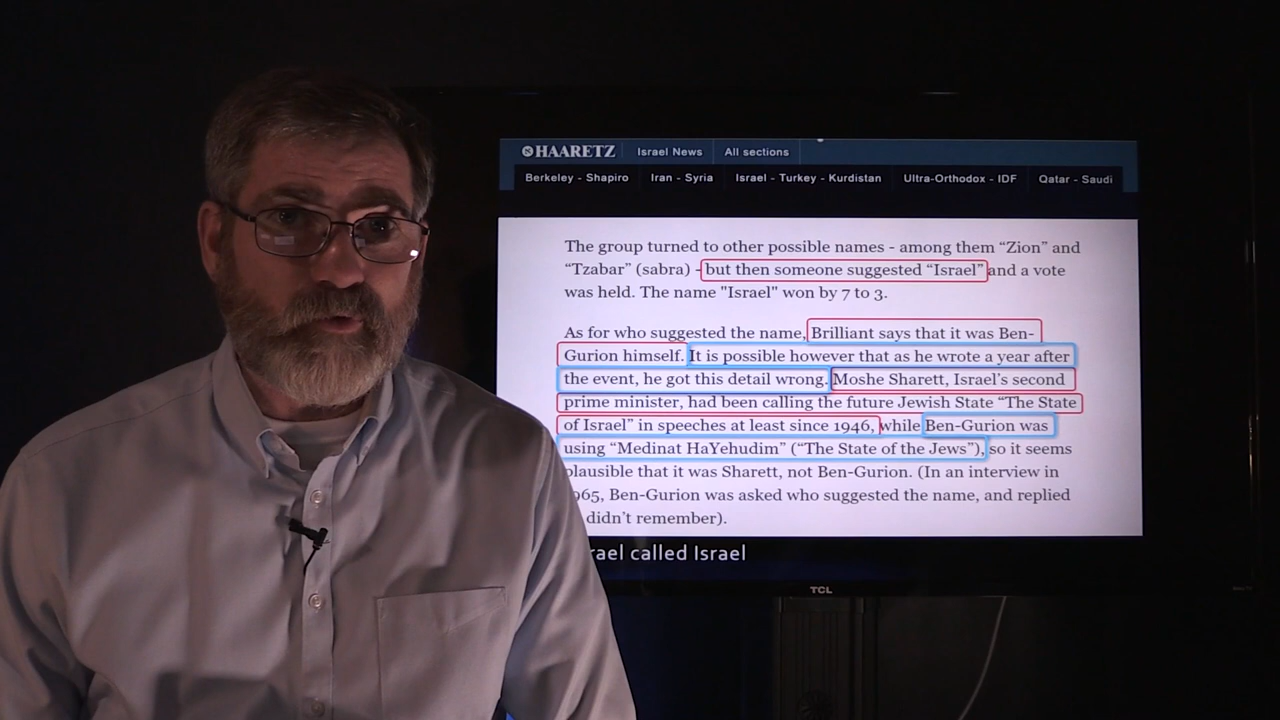 HAARETZ Israel News All sections
Berkeley - Shapiro Iran - Syria Israel - Turkey - Kurdistan Ultra-Orthodox - IDF Qatar - Saudi
The group turned to other possible names - among them “Zion” and
“Tzabar” (sabra) - but then someone suggested “Israel” and a vote
was held. The name "Israel" won by 7 to 3.
As for who suggested the name, Brilliant says that it was Ben-
Gurion himself. It is possible however that as he wrote a year after
the event, he got this detail wrong. Moshe Sharett, Israel’s second
prime minister, had been calling the future Jewish State “The State
of Israel” in speeches at least since 1946, while Ben-Gurion was
using “Medinat HaYehudim” (“The State of the Jews”), so it seems
plausible that it was Sharett, not Ben-Gurion. (In an interview in
965, Ben-Gurion was asked who suggested the name, and replied
didn’t remember).
rael called Israel
TCL